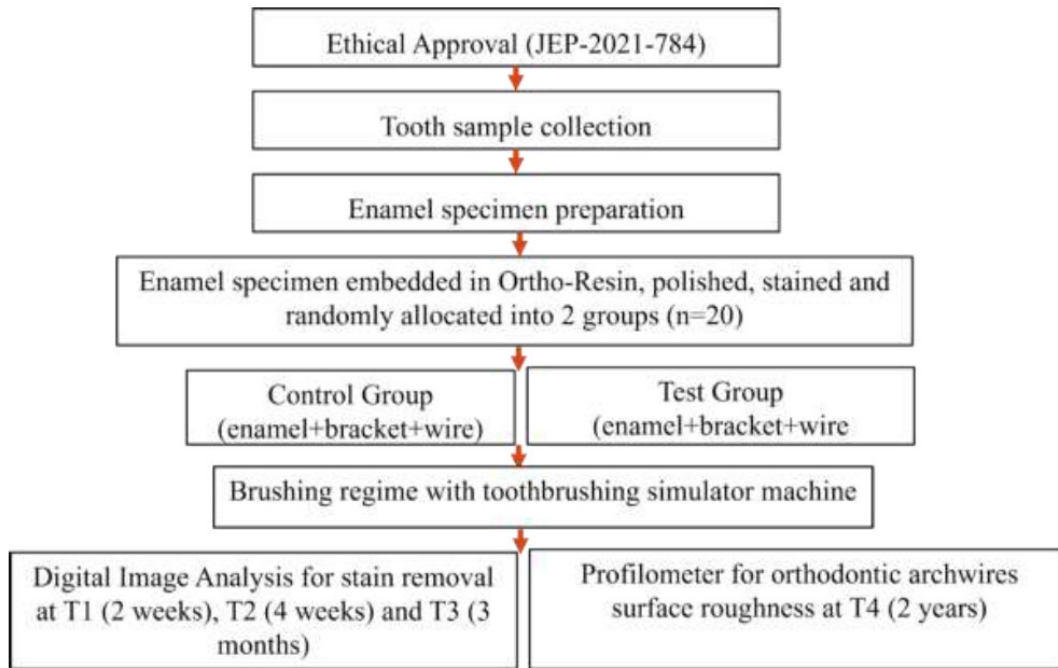 Ethical Approval (JEP-2021-784)
Tooth sample collection
Enamel specimen preparation
Enamel specimen embedded in Orto-Resin, polished, stained and
randomly allocated into 2 groups (n=20)
Control Group
(enamel+bracket+wire)
Test Group
(enamel+bracket+wire
Brushing regime with toothbrushing simulator machine
Digital Image Analysis for stain removal
at T1 (2 weeks), T2 (4 weeks) and T3 (3
months)
Profilometer for orthodontic archwires
surface roughness at T4 (2 years)